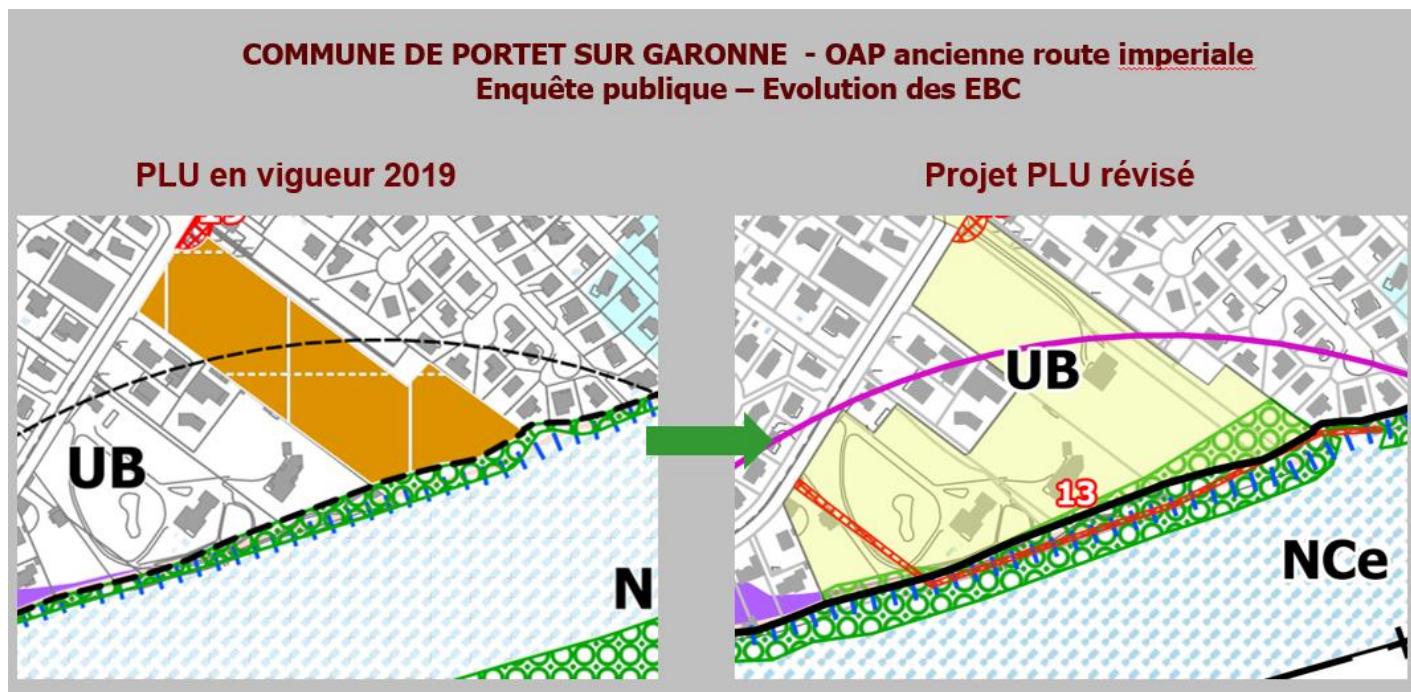 COMMUNE DE PORTET SUR GARONNE - OAP ancienne route imperiale
Enquête publique – Evolution des EBC
PLU en vigueur 2019
Projet PLU révisé
UB
N
UB
13
NCe